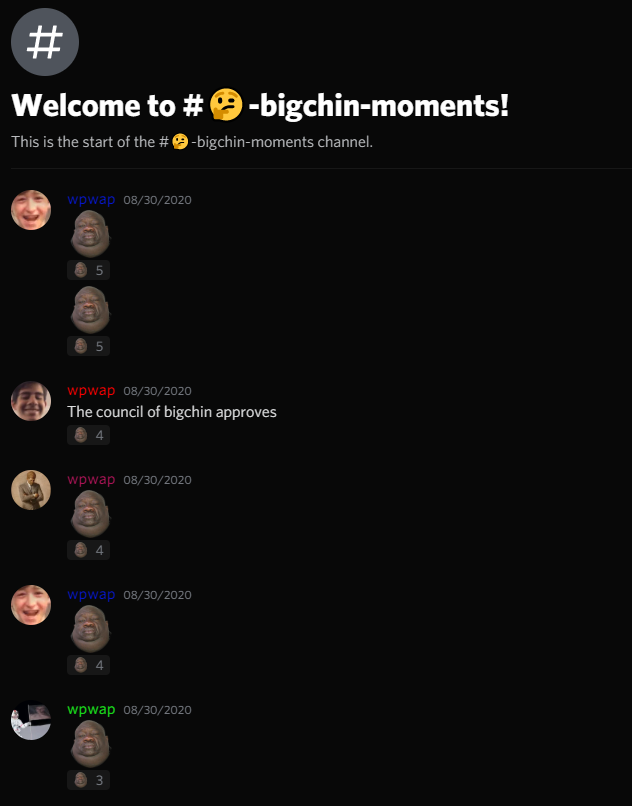 Welcome to #🤔-bigchin-moments!
This is the start of the #🤔-bigchin-moments channel.
wpwap 08/30/2020
5
5
wpwap 08/30/2020
The council of bigchin approves
4
wpwap 08/30/2020
4
wpwap 08/30/2020
4
wpwap 08/30/2020
3